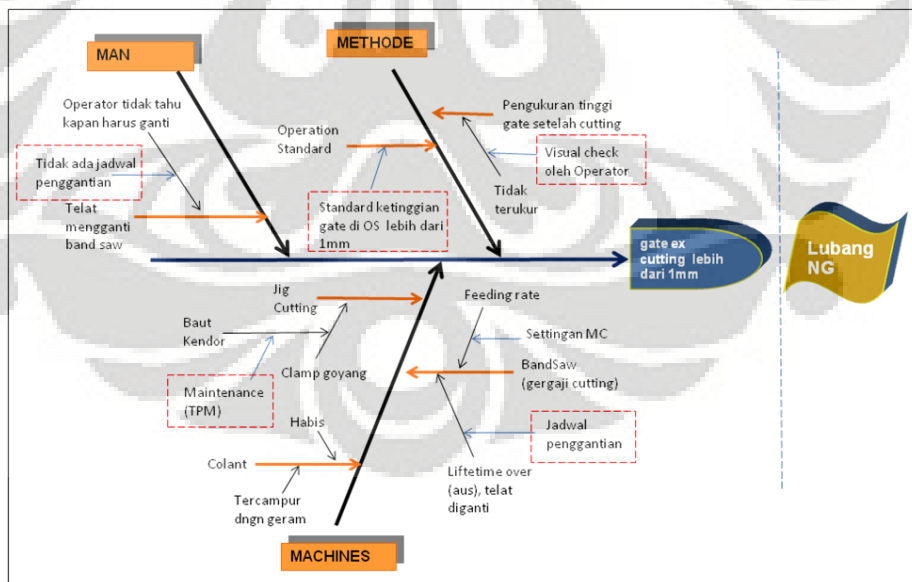 MAN
METHODE
Operator tidak tahu
kapan harus ganti
Tidak ada jadwal
penggantian
Telat
mengganti
band saw
Operation
Standard
Standard ketinggian
gate di OS lebih dari
1mm
Pengukuran tinggi
gate setelah cutting
Visual check
oleh Operator
Tidak
terukur
gate ex
cutting lebih
dari 1mm
Lubang
NG
Jig
Cutting
Baut
Kendor
Clamp goyang
Maintenance
(TPM)
Habis
Colant
Tercampur
dngn geram
Feeding rate
Settingan MC
BandSaw
(gergaji cutting)
Jadwal
penggantian
Liftetime over
(aus), telat
diganti
MACHINES